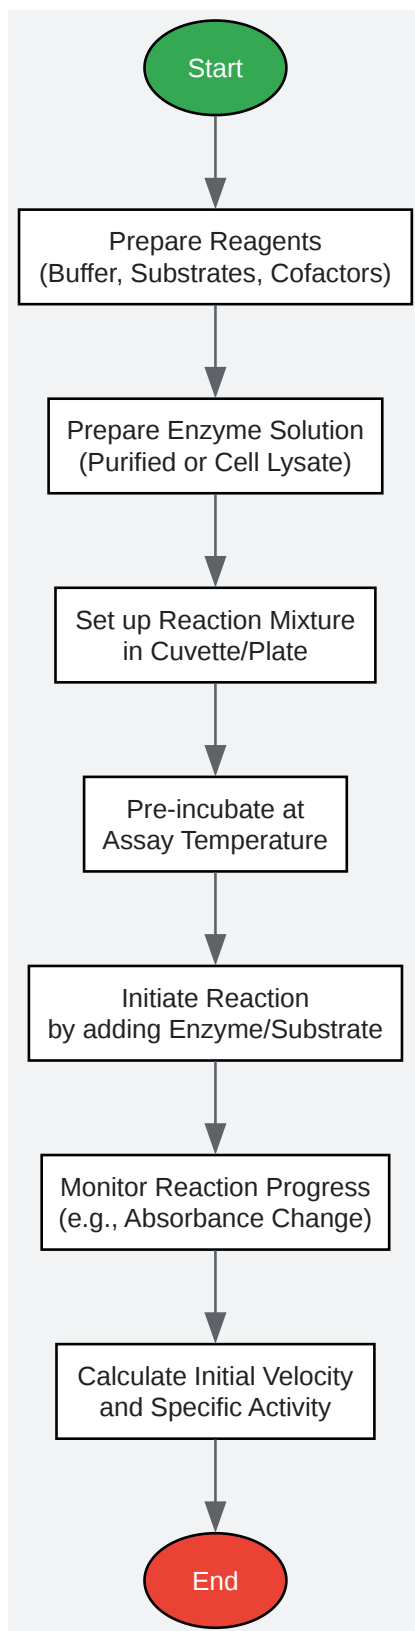 Start
Prepare Reagents
(Buffer, Substrates, Cofactors)
Prepare Enzyme Solution
(Purified or Cell Lysate)
Set up Reaction Mixture
in Cuvette/Plate
Pre-incubate at
Assay Temperature
Initiate Reaction
by adding Enzyme/Substrate
Monitor Reaction Progress
(e.g., Absorbance Change)
Calculate Initial Velocity
and Specific Activity
End